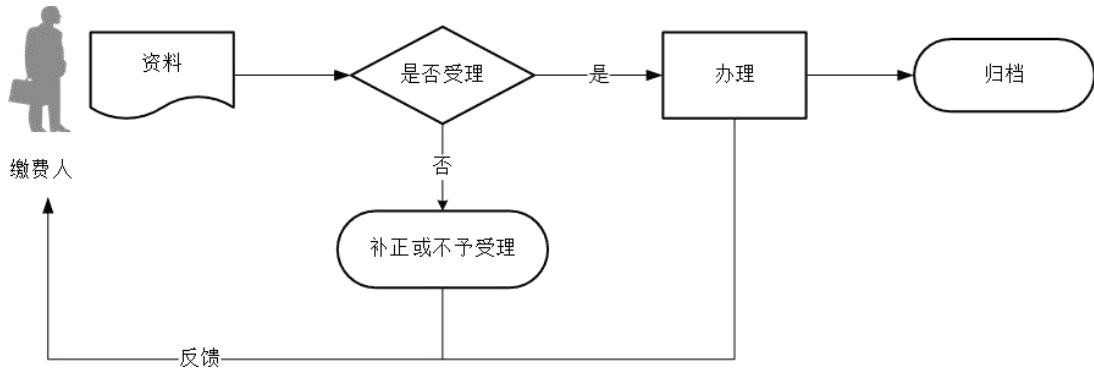 资料
是否受理
是
办理
归档
缴费人
否
补正或不予受理
反馈